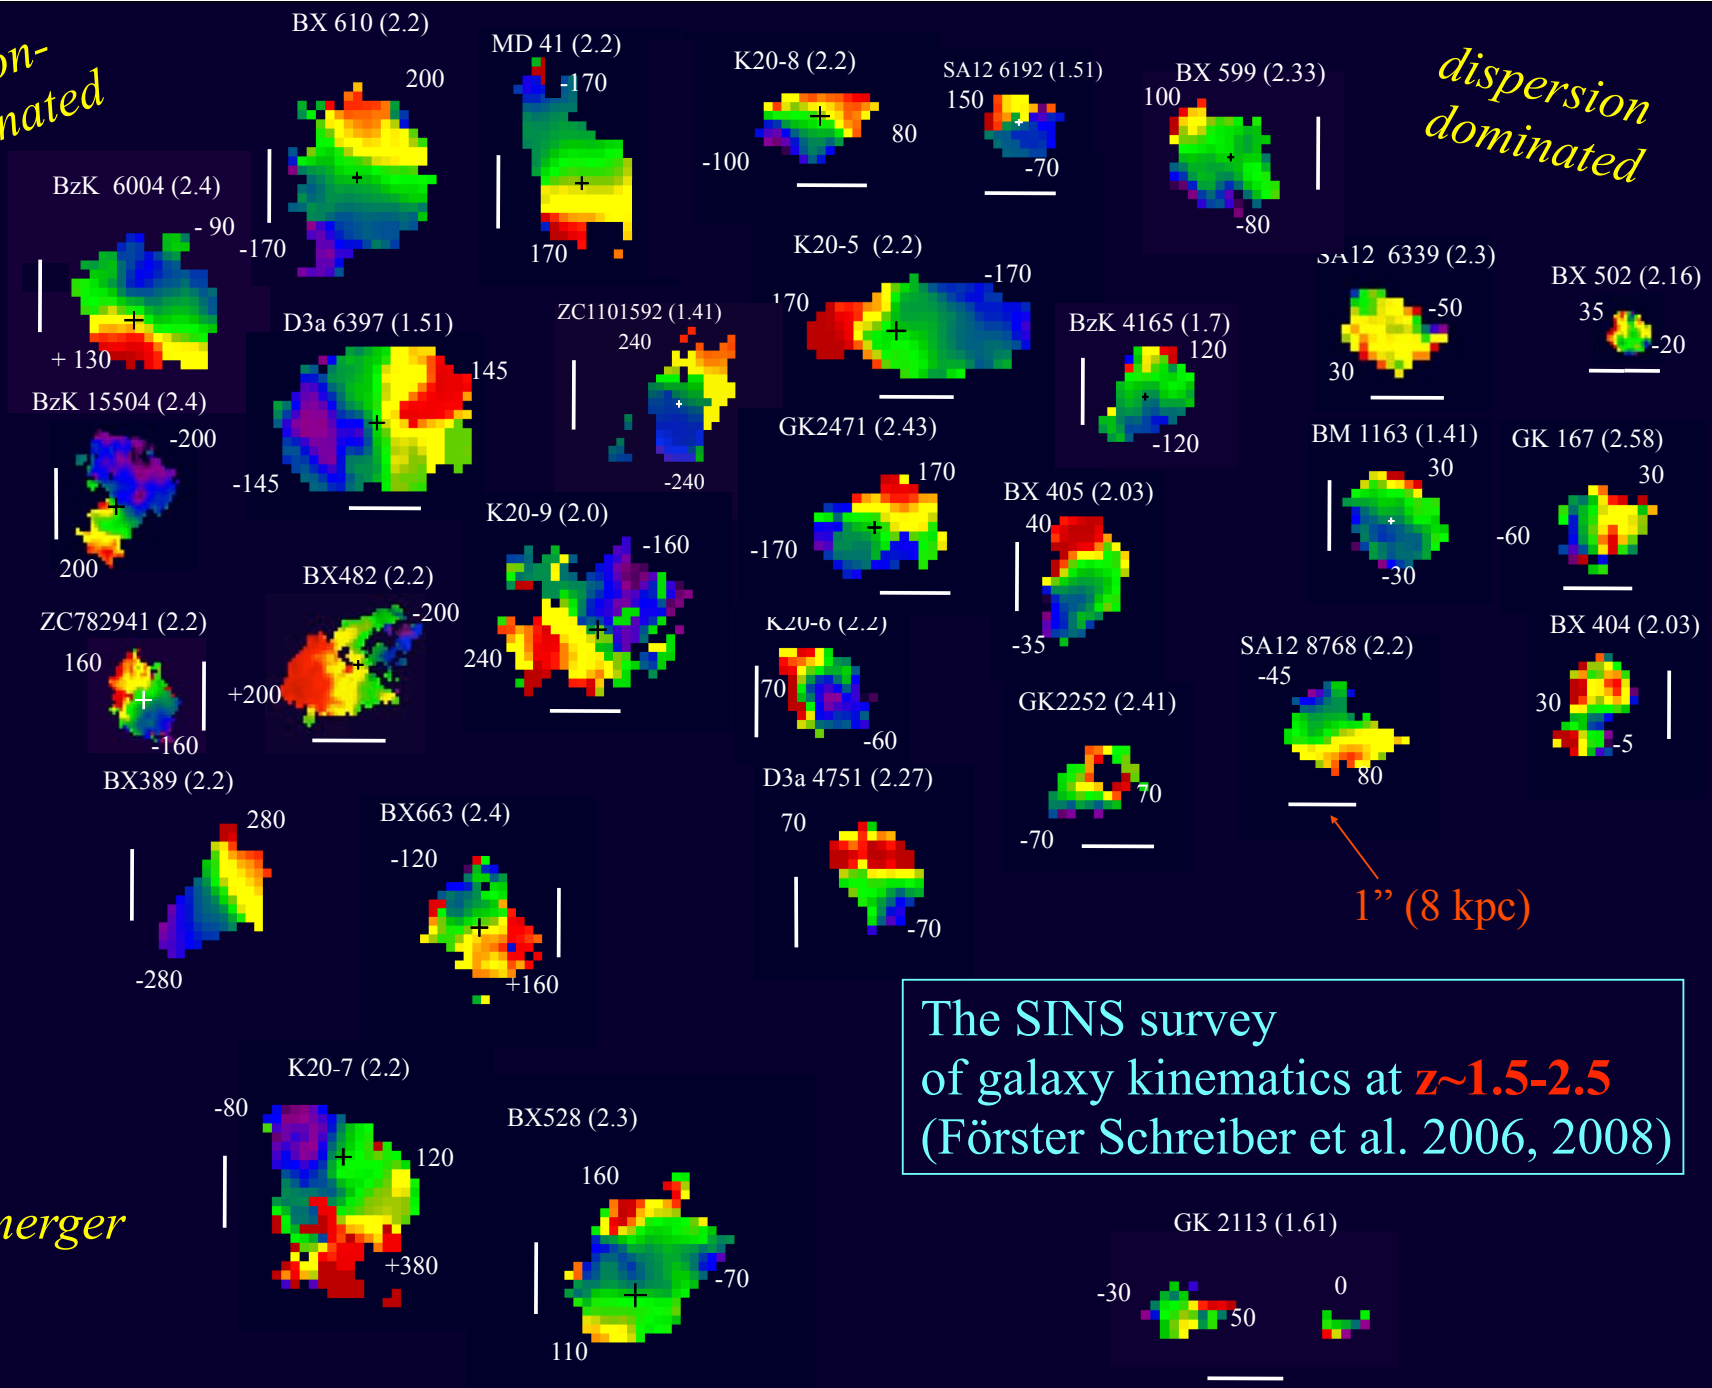 BX 610 (2.2)
200
-170
MD 41 (2.2)
-170
170
K20-8 (2.2)
80
-100
SA12 6192 (1.51)
150
-70
BX 599 (2.33)
100
-80
dispersion
dominated
BzK 6004 (2.4)
- 90
+ 130
D3a 6397 (1.51)
145
-145
ZC1101592 (1.41)
240
-240
K20-5 (2.2)
-170
170
BzK 4165 (1.7)
120
-120
SA12 6339 (2.3)
-50
30
BX 502 (2.16)
35
-20
BzK 15504 (2.4)
-200
200
BX482 (2.2)
-200
+200
K20-9 (2.0)
-160
240
GK2471 (2.43)
170
-170
BX 405 (2.03)
40
-35
BM 1163 (1.41)
30
-30
GK 167 (2.58)
30
-60
ZC782941 (2.2)
160
-160
K20-6 (2.2)
70
-60
GK2252 (2.41)
70
-70
SA12 8768 (2.2)
-45
80
BX 404 (2.03)
30
-5
BX389 (2.2)
280
-280
BX663 (2.4)
-120
+160
D3a 4751 (2.27)
70
-70
1” (8 kpc)
The SINS survey
of galaxy kinematics at z~1.5-2.5
(Förster Schreiber et al. 2006, 2008)
K20-7 (2.2)
-80
120
+380
BX528 (2.3)
160
-70
110
GK 2113 (1.61)
-30
50
0